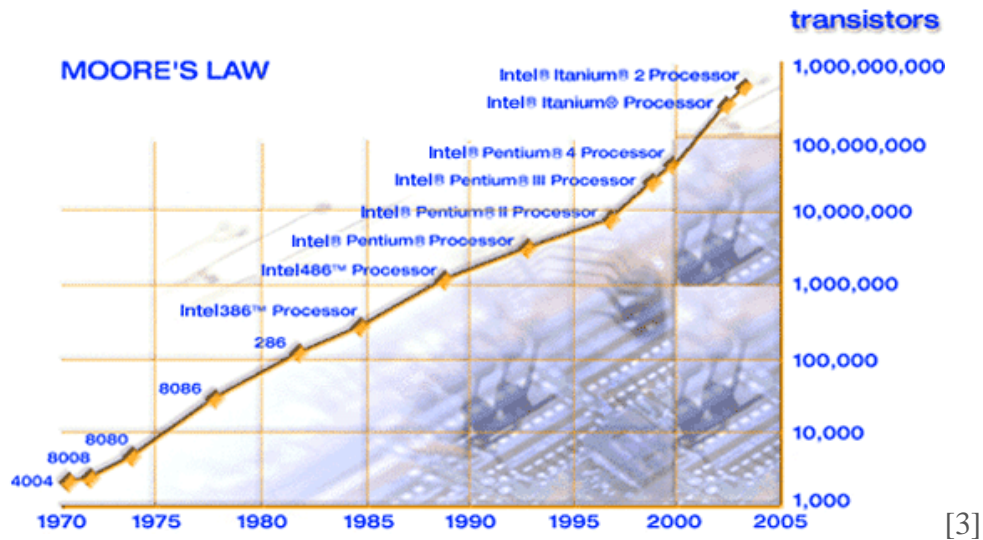 transistors
MOORE'S LAW
1,000,000,000
Intel® Itanium® 2 Processor
Intel® Itanium® Processor
100,000,000
Intel® Pentium® 4 Processor
Intel® Pentium® III Processor
10,000,000
Intel® Pentium® II Processor
Intel® Pentium® Processor
Intel486™ Processor
1,000,000
Intel386™ Processor
286
100,000
8086
8080
10,000
8008
4004
1,000
1970 1975 1980 1985 1990 1995 2000 2005
[3]